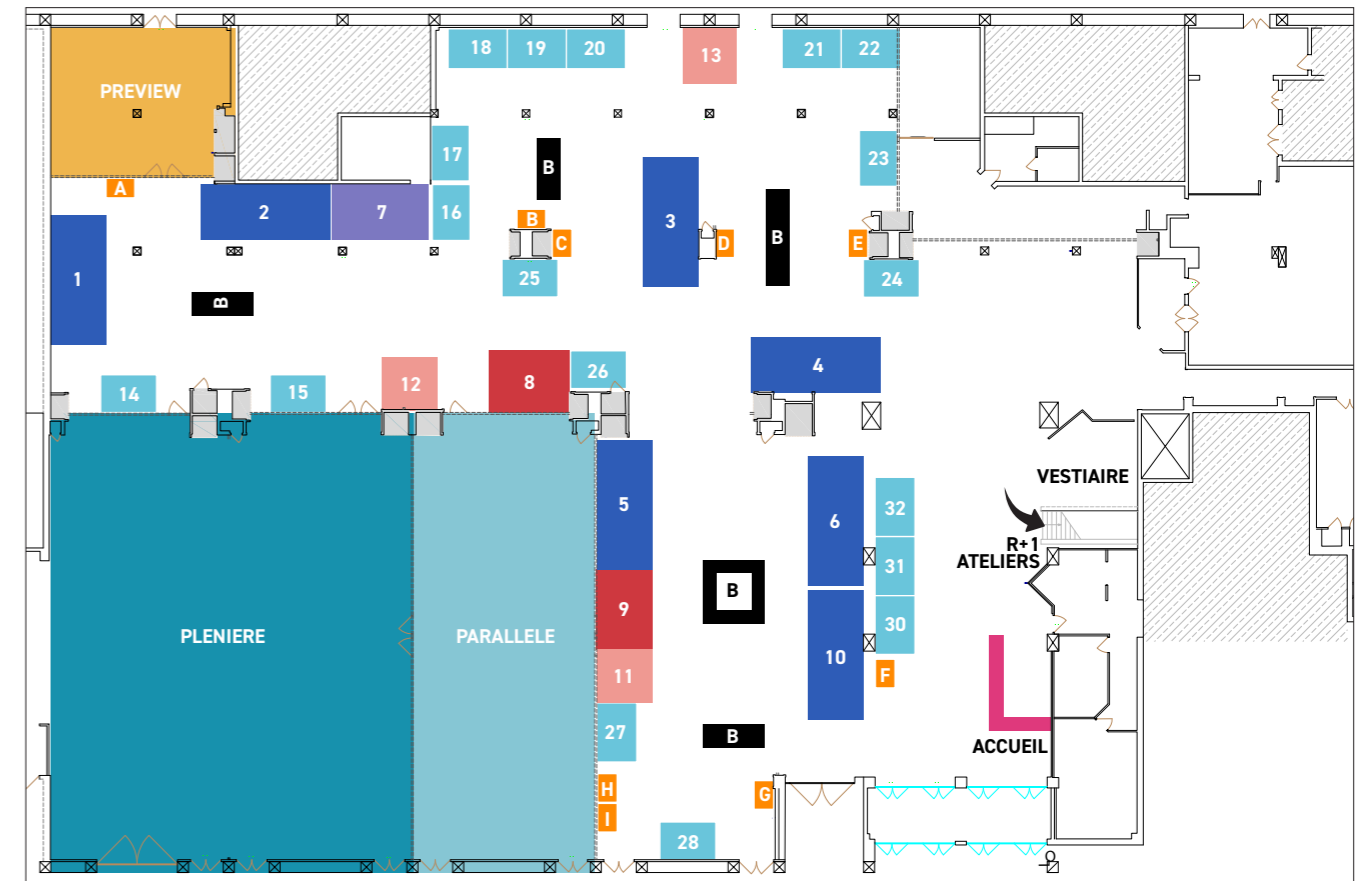 18 19 20 21 22
13
PREVIEW
17
23
B
A
2 7 16
B
3
B
C
D
E
1
25
24
B
4
8
12
26
14
15
VESTIAIRE
5
6
32
R+1
ATELIERS
31
B
9
30
PLENIERE
PARALLELE
10
11
F
27
B
ACCUEIL
H
G
I
28